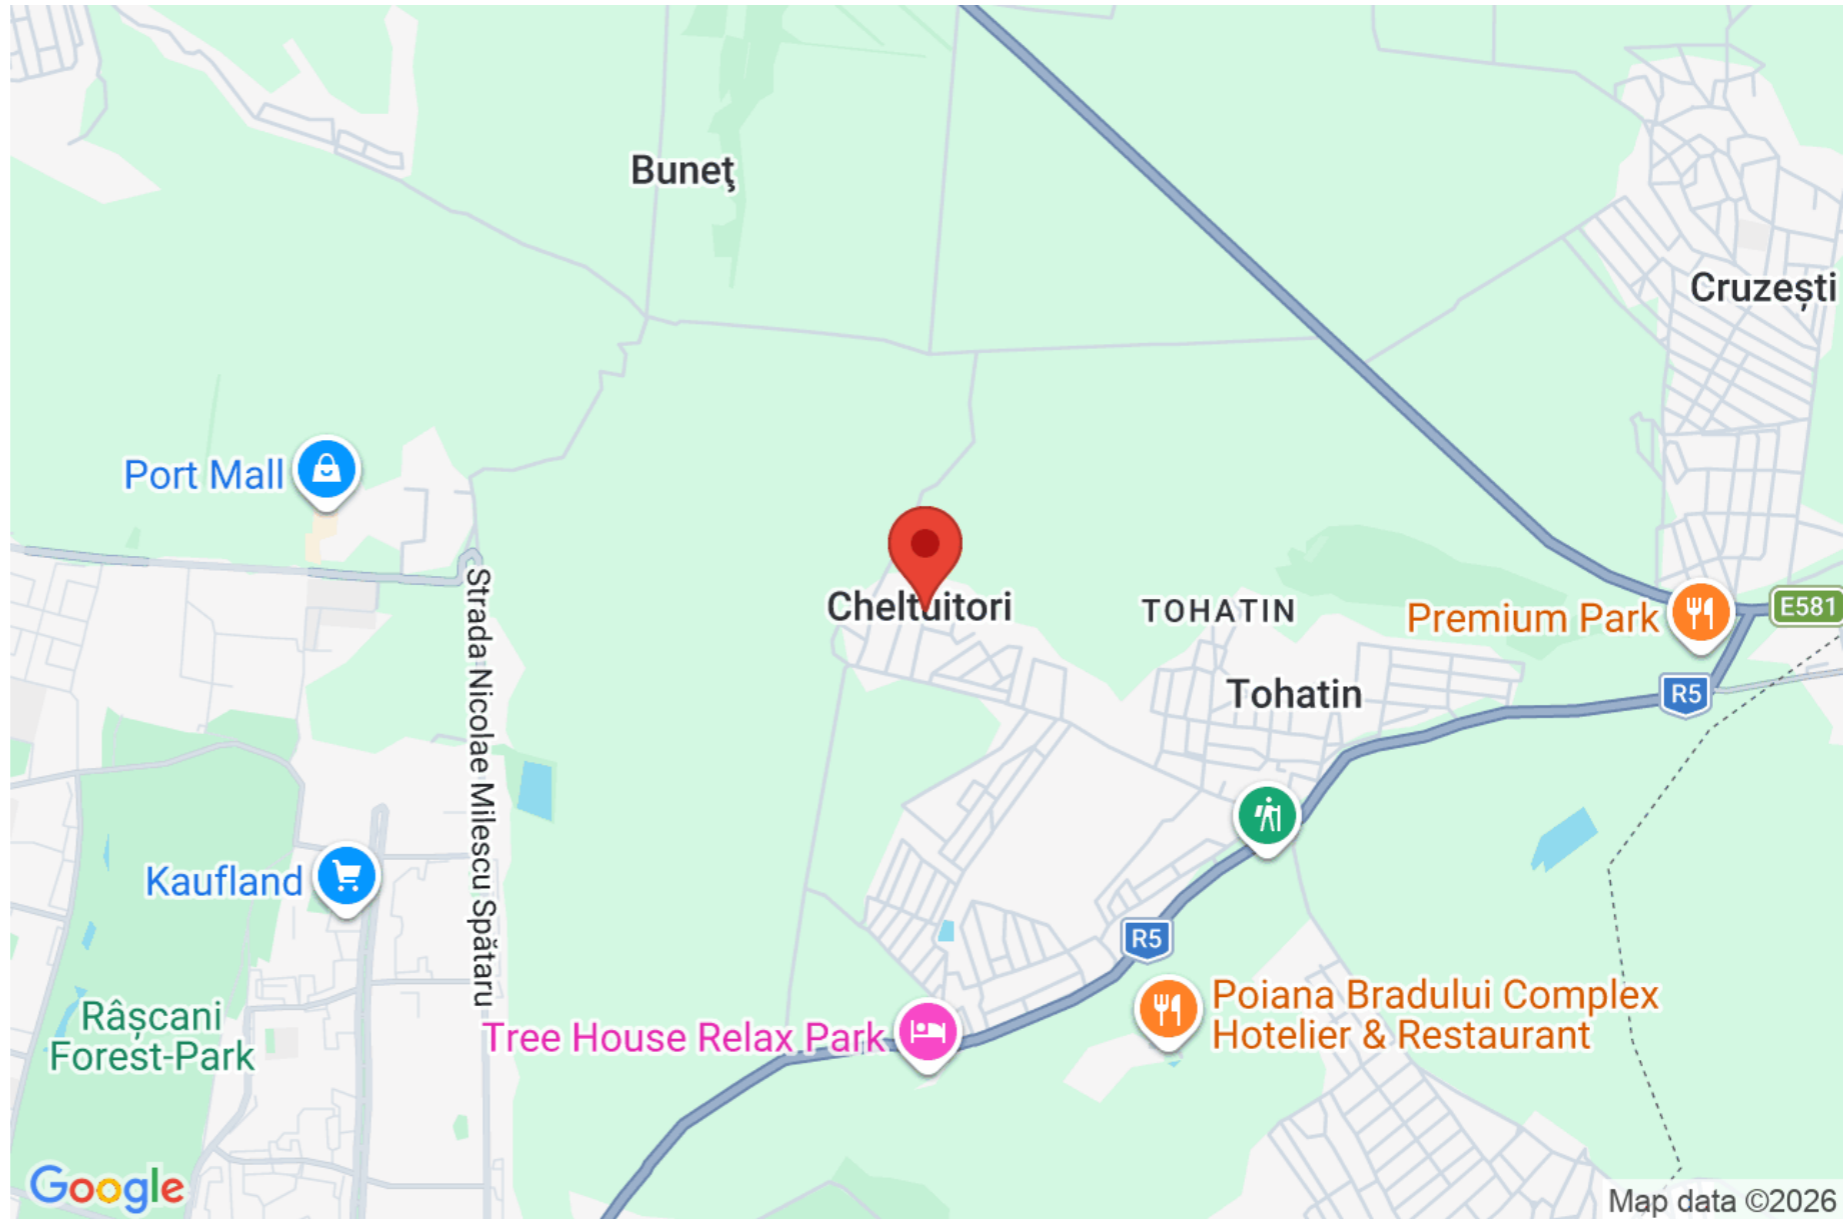 Buneţ
Cruzești
Port Mall
Cheltuitori
TOHATIN
Premium Park
E581
Strada Nicolae Milescu Spătaru
Tohatin
R5
Kaufland
R5
Râșcani
Forest-Park
Tree House Relax Park
Poiana Bradului Complex
Hotelier & Restaurant
Google
Map data ©2026